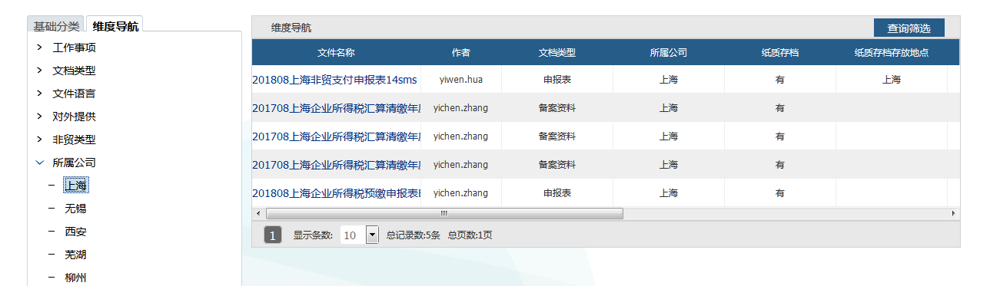 基础分类 维度导航
工作事项
文档类型
文件语言
对外提供
非贸类型
所属公司
上海
无锡
西安
芜湖
柳州
维度导航 查询筛选
文件名称 作者 文档类型 所属公司 纸质存档 纸质存档存放地点
201808上海非贸支付申报表14sms yiwen.hua 申报表 上海 有 上海
201708上海企业所得税汇算清缴年 yichen.zhang 备案资料 上海 有
201708上海企业所得税汇算清缴年 yichen.zhang 备案资料 上海 有
201708上海企业所得税汇算清缴年 yichen.zhang 备案资料 上海 有
201808上海企业所得税预缴申报表 yichen.zhang 申报表 上海 有
1 显示条数: 10 总记录数:5条 总页数:1页